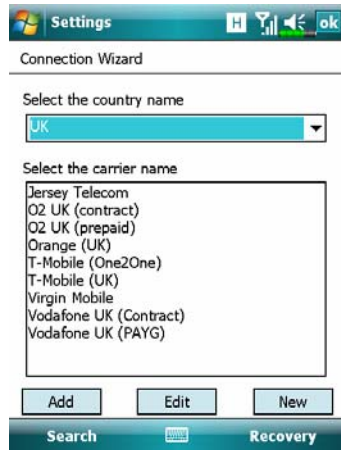 Settings H ok
Connection Wizard
Select the country name
UK
Select the carrier name
Jersey Telecom
O2 UK (contract)
O2 UK (prepaid)
Orange (UK)
T-Mobile (One2One)
T-Mobile (UK)
Virgin Mobile
Vodafone UK (Contract)
Vodafone UK (PAYG)
Add Edit New
Search Recovery